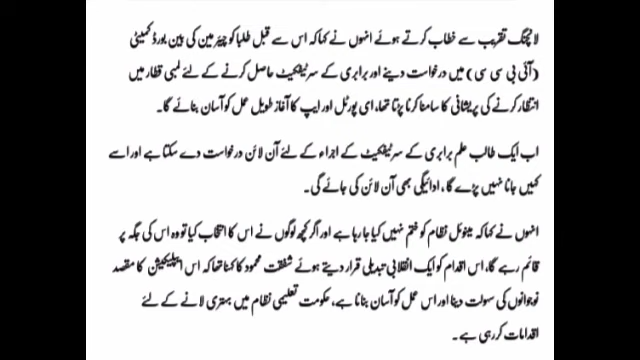 لانچنگ تقریب سے خطاب کرتے ہوئے انہوں نے کہا کہ اس سے قبل طلبا کو چیئرمین کی بین بورڈ کمیٹی
(آئی بی سی سی) میں درخواست دینے اور برابری کے سرٹیفکیٹ حاصل کرنے کے لئے لمبی قطار میں
انتظار کرنے کی پریشانی کا سامنا کرنا پڑتا تھا، ای پورٹل اور ایپ کا آغاز طویل عمل کو آسان بنائے گا۔
اب ایک طالب علم برابری کے سرٹیفکیٹ کے اجراء کے لئے آن لائن درخواست دے سکتا ہے اور اسے
کہیں جانا نہیں پڑے گا، ادائیگی بھی آن لائن کی جائے گی۔
انہوں نے کہا کہ مینوئل نظام کو ختم نہیں کیا جا رہا ہے اور اگر کچھ لوگوں نے اس کا انتخاب کیا تو وہ اس کی جگہ پر
قائم رہے گا، اس اقدام کو ایک انقلابی تبدیلی قرار دیتے ہوئے شفقت محمود کا کہنا تھا کہ اس ایپلیکیشن کا مقصد
نوجوانوں کی سہولت دینا اور اس عمل کو آسان بنانا ہے، حکومت تعلیمی نظام میں بہتری لانے کے لئے
اقدامات کر رہی ہے۔